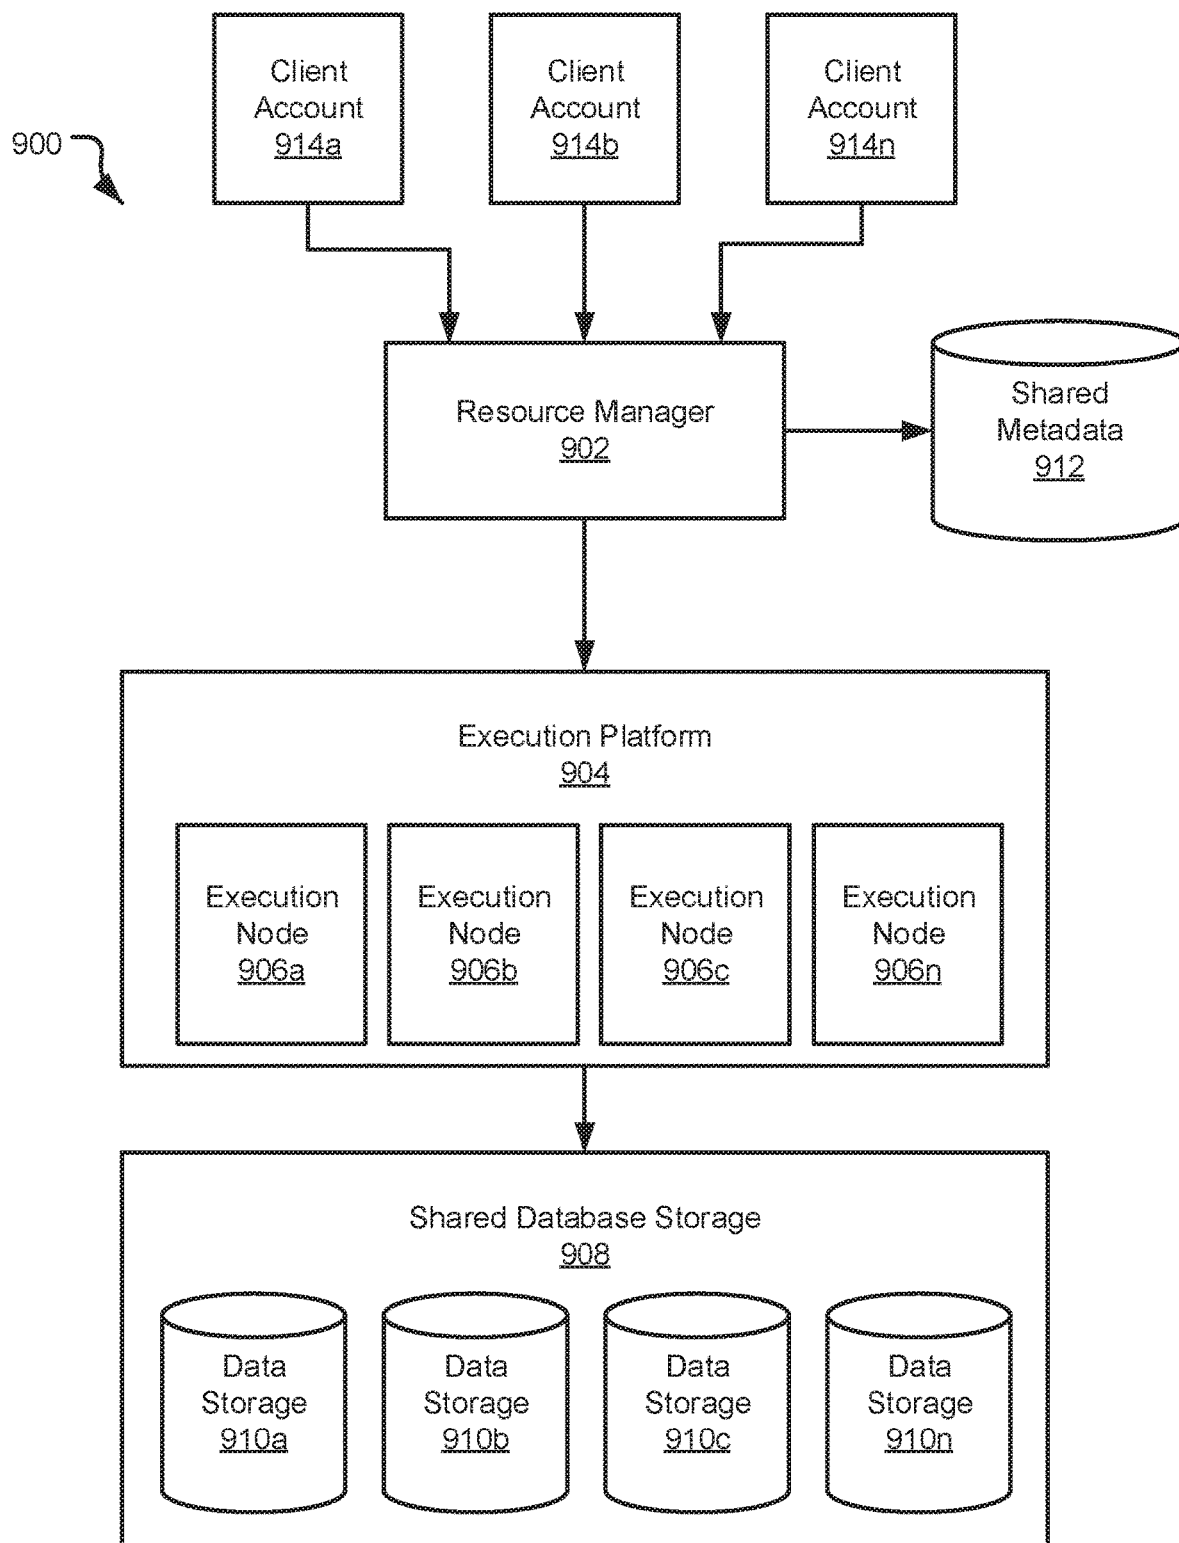 Client
Account
914a
Client
Account
914b
Client
Account
914n
900
Resource Manager
902
Shared
Metadata
912
Execution Platform
904
Execution
Node
906a
Execution
Node
906b
Execution
Node
906c
Execution
Node
906n
Shared Database Storage
908
Data
Storage
910a
Data
Storage
910b
Data
Storage
910c
Data
Storage
910n